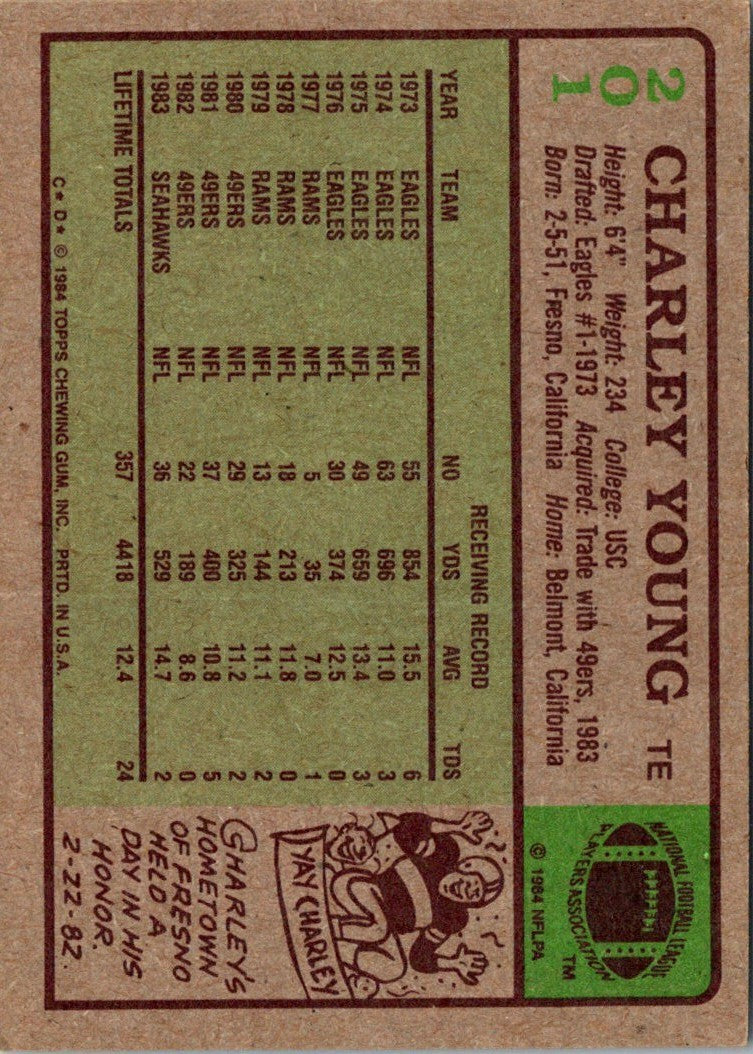 201
CHARLEY YOUNG TE
Height: 6'4" Weight: 234 College: USC
Drafted: Eagles #1-1973 Acquired: Trade with 49ers, 1983
Born: 2-5-51, Fresno, California Home: Belmont, California
NATIONAL FOOTBALL LEAGUE
PLAYERS ASSOCIATION
NFLPA
TM
© 1984 NFLPA
RECEIVING RECORD
YEAR TEAM NO YDS AVG TDS
1973 EAGLES NFL 55 854 15.5 6
1974 EAGLES NFL 63 696 11.0 3
1975 EAGLES NFL 49 659 13.4 3
1976 EAGLES NFL 30 374 12.5 0
1977 RAMS NFL 5 35 7.0 1
1978 RAMS NFL 18 213 11.8 0
1979 RAMS NFL 13 144 11.1 2
1980 49ERS NFL 29 325 11.2 2
1981 49ERS NFL 37 400 10.8 5
1982 49ERS NFL 22 189 8.6 0
1983 SEAHAWKS NFL 36 529 14.7 2
LIFETIME TOTALS 357 4418 12.4 24
YAY CHARLEY
CHARLEY'S
HOMETOWN
OF FRESNO
HELD A
DAY IN HIS
HONOR.
2-22-82.
C★ D★ © 1984 TOPPS CHEWING GUM, INC. PRTD. IN U.S.A.